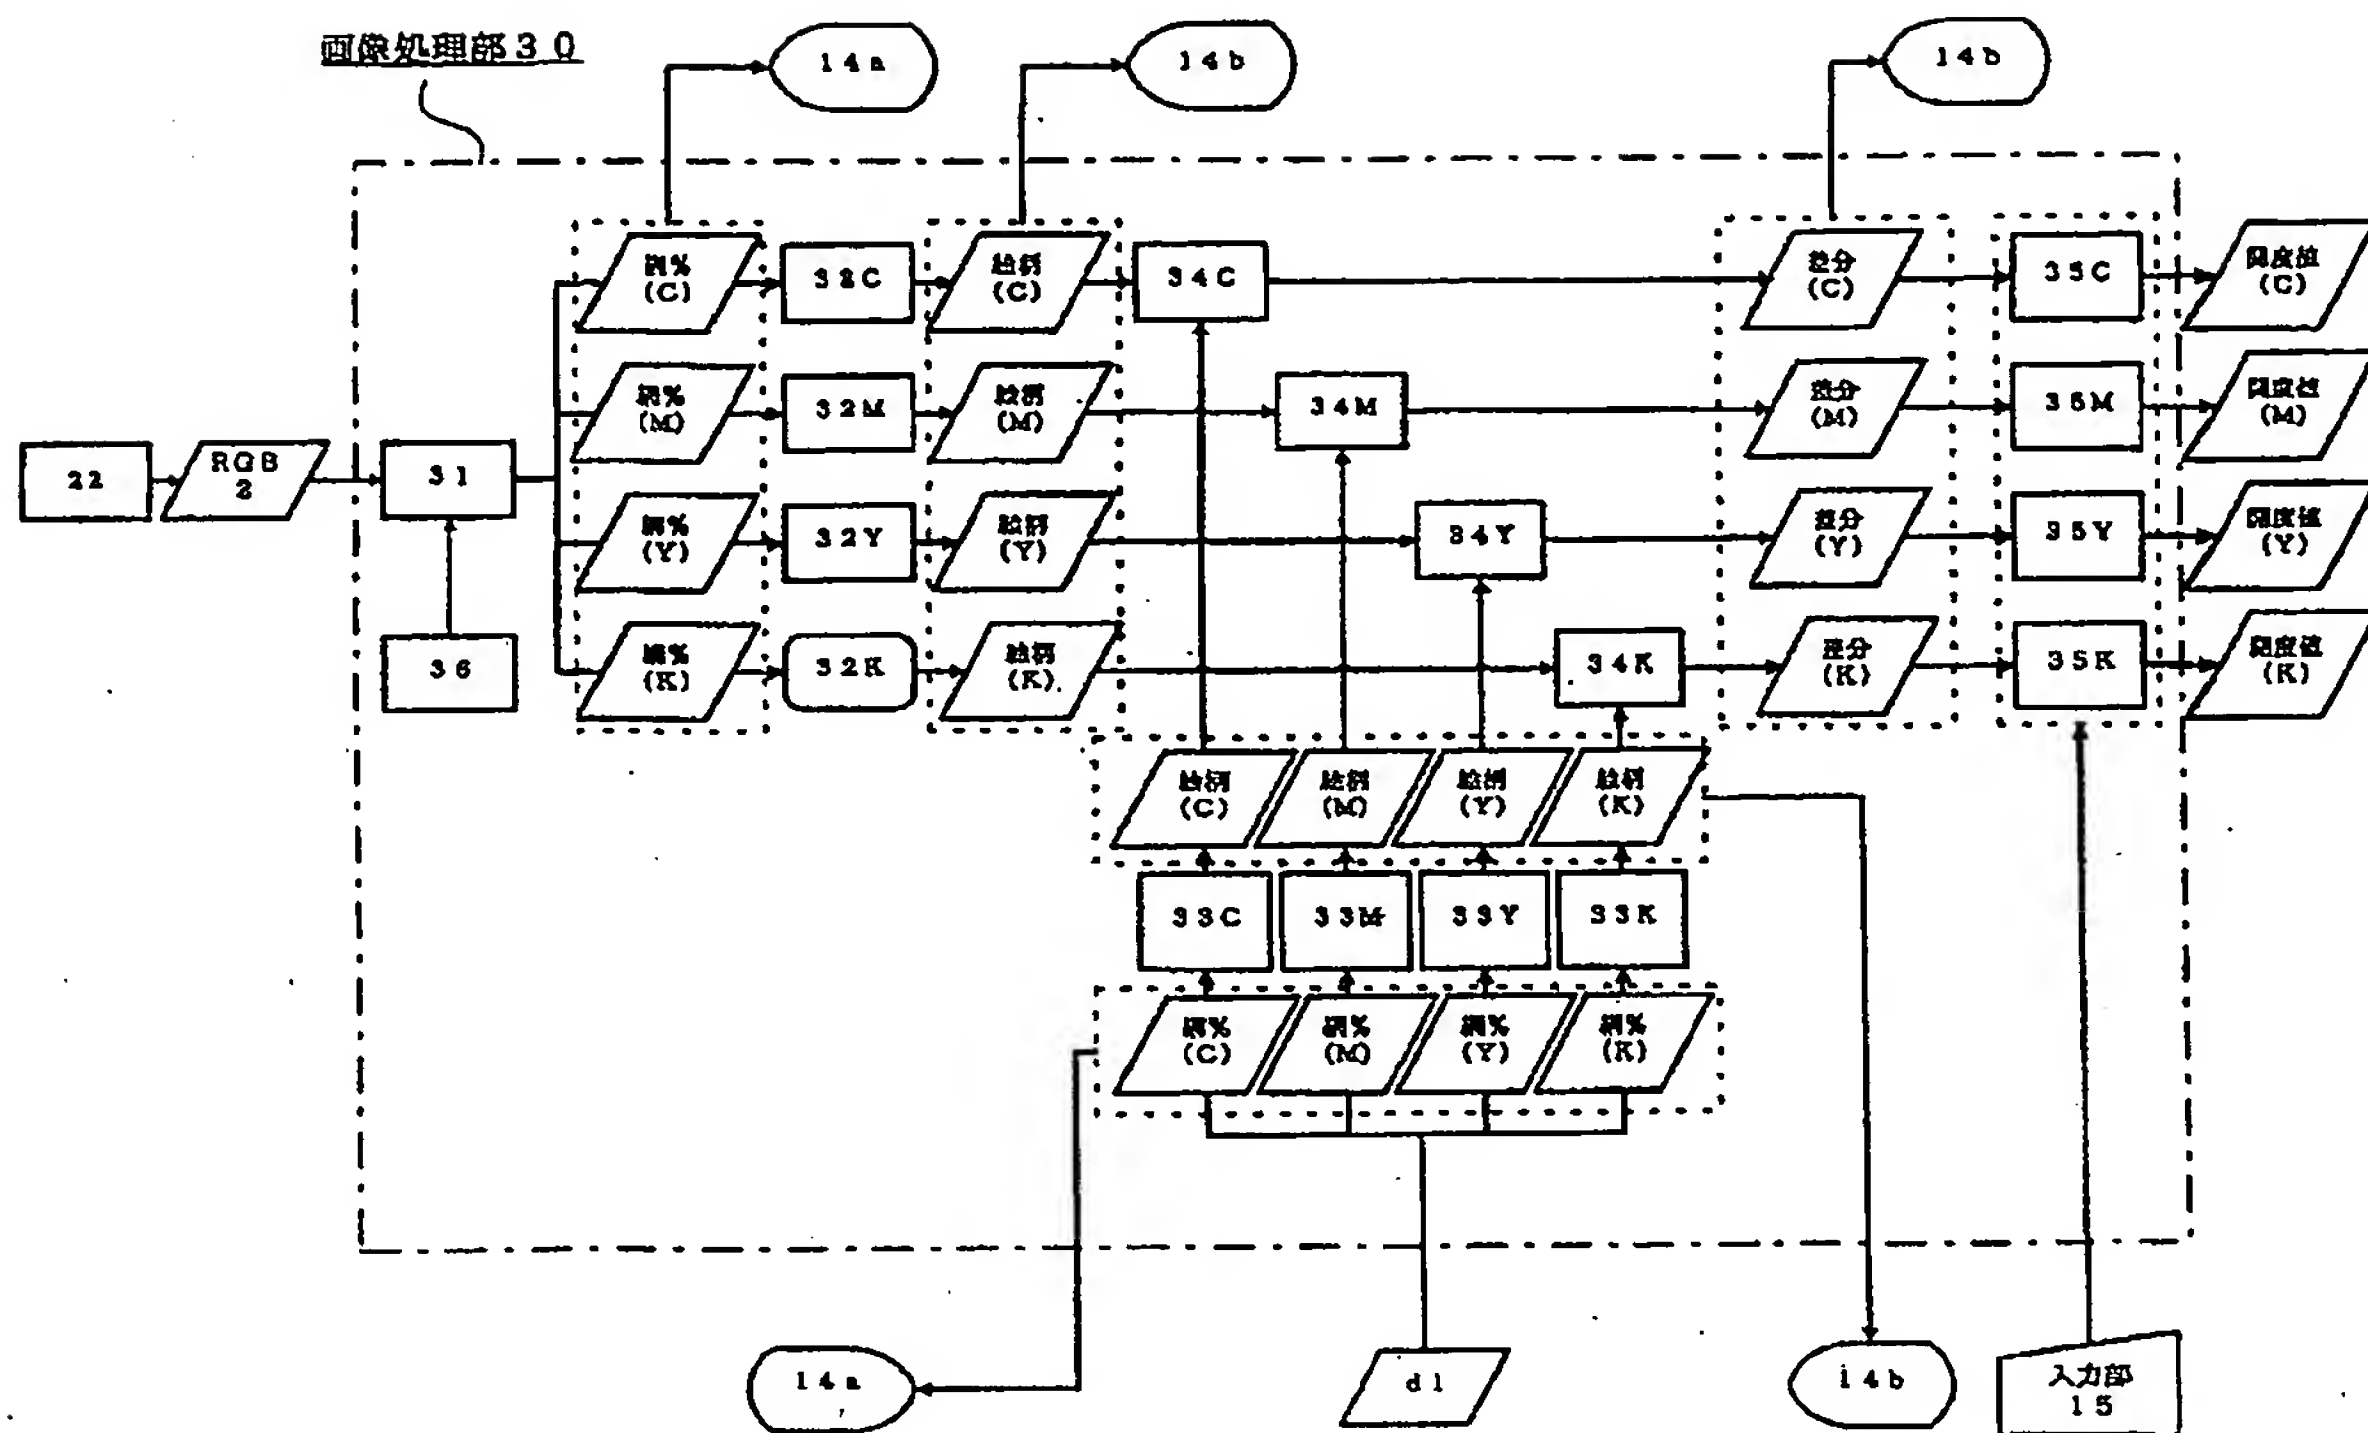 画像処理部30
14a
14b
14b
網%
(C)
32C
絵柄
(C)
34C
差分
(C)
35C
限度値
(C)
網%
(M)
32M
絵柄
(M)
34M
差分
(M)
35M
限度値
(M)
22
RGB
2
31
網%
(Y)
32Y
絵柄
(Y)
34Y
差分
(Y)
35Y
限度値
(Y)
36
網%
(K)
32K
絵柄
(K)
34K
差分
(K)
35K
限度値
(K)
絵柄
(C)
絵柄
(M)
絵柄
(Y)
絵柄
(K)
33C
33M
33Y
33K
網%
(C)
網%
(M)
網%
(Y)
網%
(K)
14a
d1
14b
入力部
15